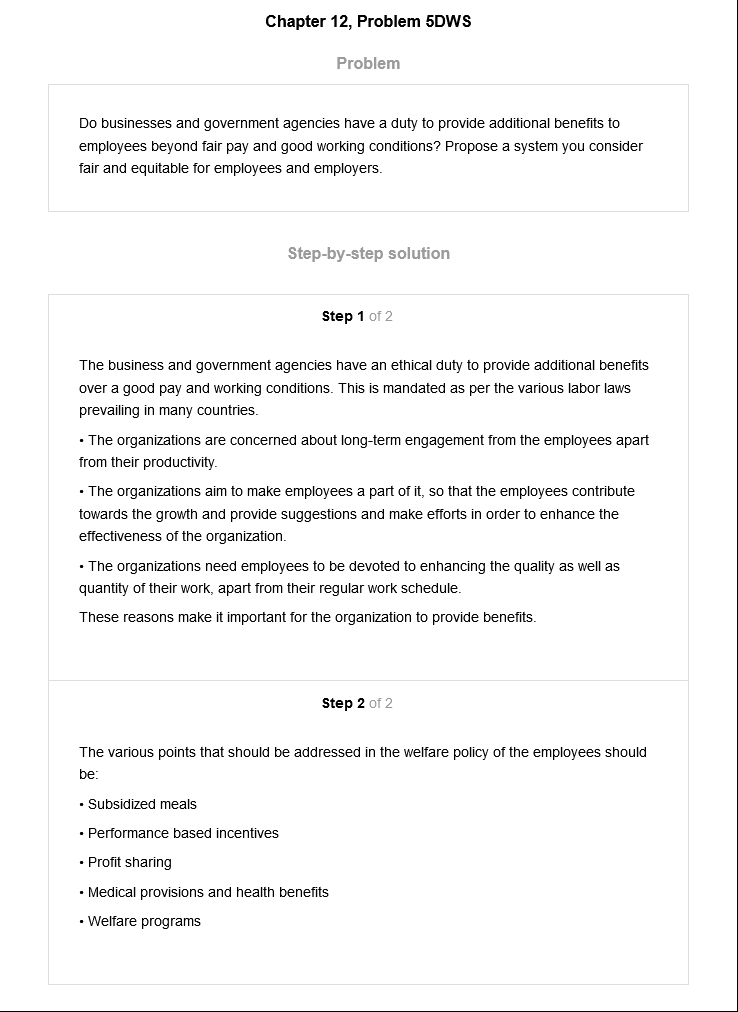 Chapter 12, Problem 5DWS
Problem
Do businesses and government agencies have a duty to provide additional benefits to
employees beyond fair pay and good working conditions? Propose a system you consider
fair and equitable for employees and employers.
Step-by-step solution
Step 1 of 2
The business and government agencies have an ethical duty to provide additional benefits
over a good pay and working conditions. This is mandated as per the various labor laws
prevailing in many countries.
• The organizations are concerned about long-term engagement from the employees apart
from their productivity.
• The organizations aim to make employees a part of it, so that the employees contribute
towards the growth and provide suggestions and make efforts in order to enhance the
effectiveness of the organization.
• The organizations need employees to be devoted to enhancing the quality as well as
quantity of their work, apart from their regular work schedule.
These reasons make it important for the organization to provide benefits.
Step 2 of 2
The various points that should be addressed in the welfare policy of the employees should
be:
• Subsidized meals
• Performance based incentives
• Profit sharing
• Medical provisions and health benefits
• Welfare programs